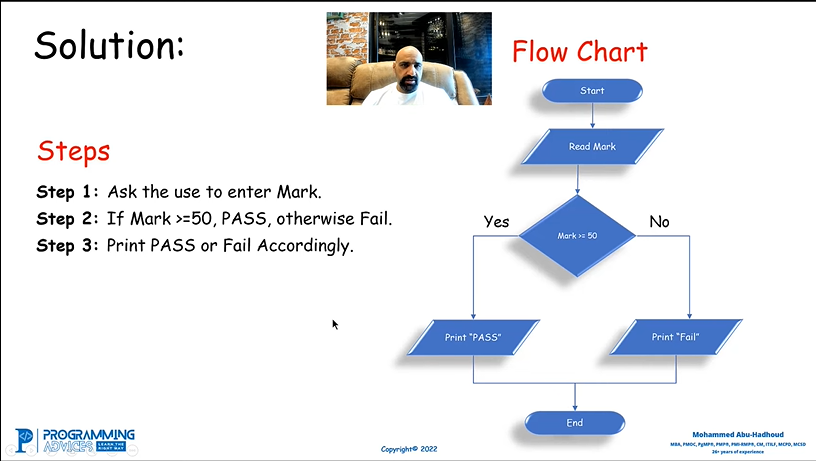 Solution:
Flow Chart
Steps
Step 1: Ask the use to enter Mark.
Step 2: If Mark >=50, PASS, otherwise Fail.
Step 3: Print PASS or Fail Accordingly.
Start
Read Mark
Mark >= 50
Yes
No
Print "PASS"
Print "Fail"
End
PROGRAMMING
ADVICES
LEARN THE
RIGHT WAY
Copyright© 2022
Mohammed Abu-Hadhoud
MBA, PMOC, PgMP®, PMP®, PMI-RMP®, CM, ITILF, MCPD, MCSD
26+ years of experience